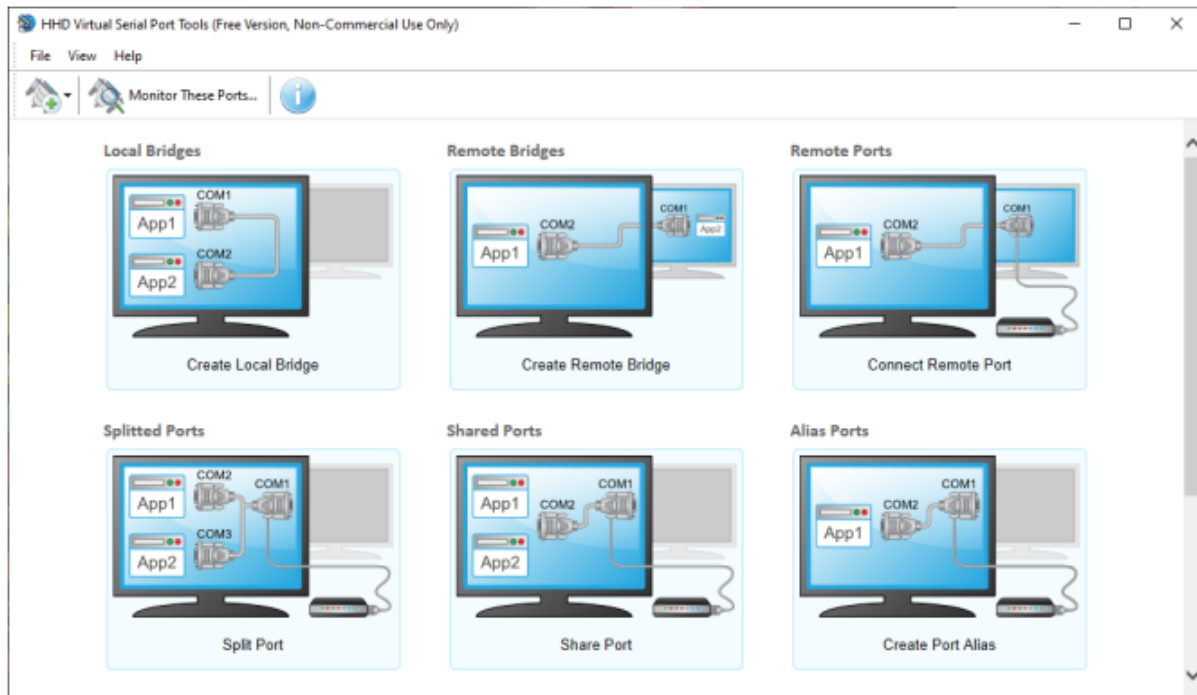 HHD Virtual Serial Port Tools (Free Version, Non-Commercial Use Only)
File View Help
Monitor These Ports...
Local Bridges
COM1
App1
COM2
App2
Create Local Bridge
Remote Bridges
COM2
App1
COM1
App2
Create Remote Bridge
Remote Ports
COM2
App1
COM1
Connect Remote Port
Splitted Ports
COM2
COM1
App1
COM3
App2
Split Port
Shared Ports
COM1
App1
COM2
App2
Share Port
Alias Ports
COM1
COM2
App1
Create Port Alias